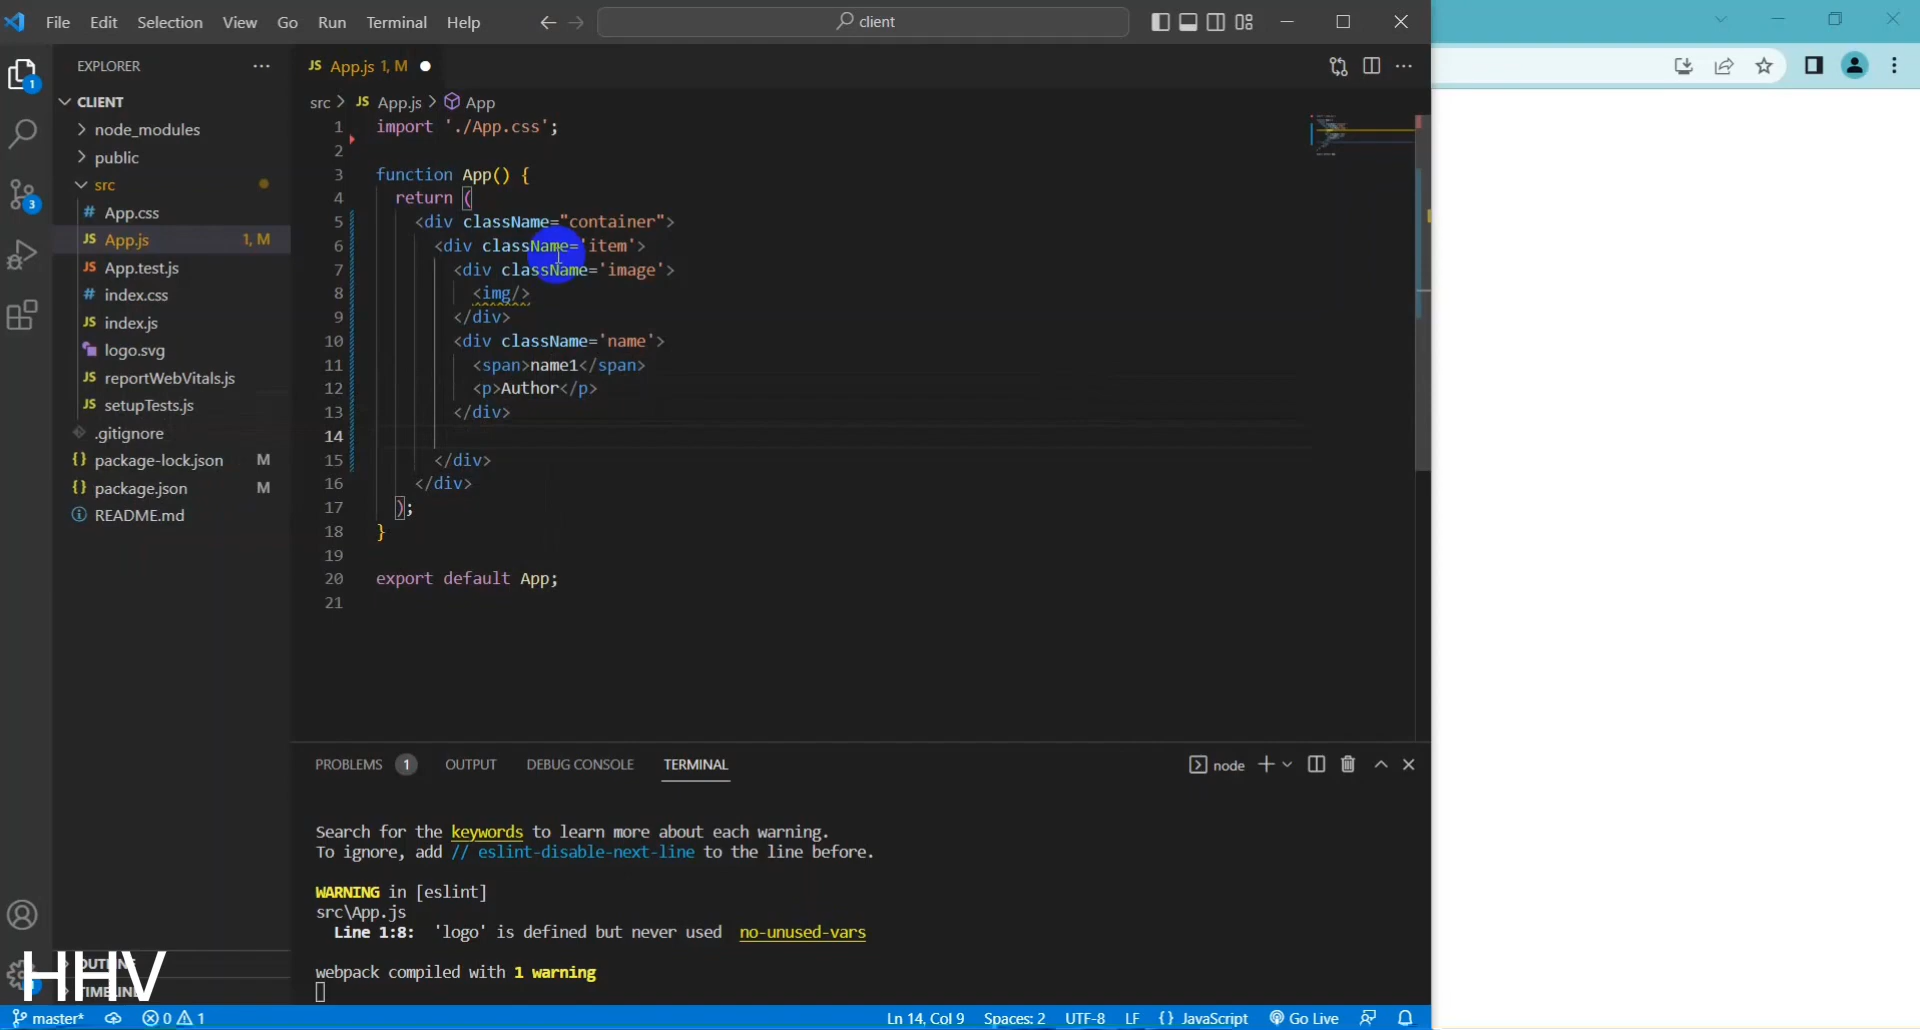 File Edit Selection View Go Run Terminal Help
client
EXPLORER
CLIENT
node_modules
public
src
App.css
App.js 1, M
App.test.js
index.css
index.js
logo.svg
reportWebVitals.js
setupTests.js
.gitignore
package-lock.json M
package.json M
README.md
OUTLINE
TIMELINE
1
3
JS App.js 1, M
src > JS App.js > App
1 import './App.css';
2
3 function App() {
4 return (
5 <div className="container">
6 <div className='item'>
7 <div className='image'>
8 <img/>
9 </div>
10 <div className='name'>
11 <span>name1</span>
12 <p>Author</p>
13 </div>
14
15 </div>
16 </div>
17 );
18 }
19
20 export default App;
21
PROBLEMS 1 OUTPUT DEBUG CONSOLE TERMINAL
node
Search for the keywords to learn more about each warning.
To ignore, add // eslint-disable-next-line to the line before.
WARNING in [eslint]
src\App.js
Line 1:8: 'logo' is defined but never used no-unused-vars
webpack compiled with 1 warning
HHV
master* 0 1 Ln 14, Col 9 Spaces: 2 UTF-8 LF {} JavaScript Go Live